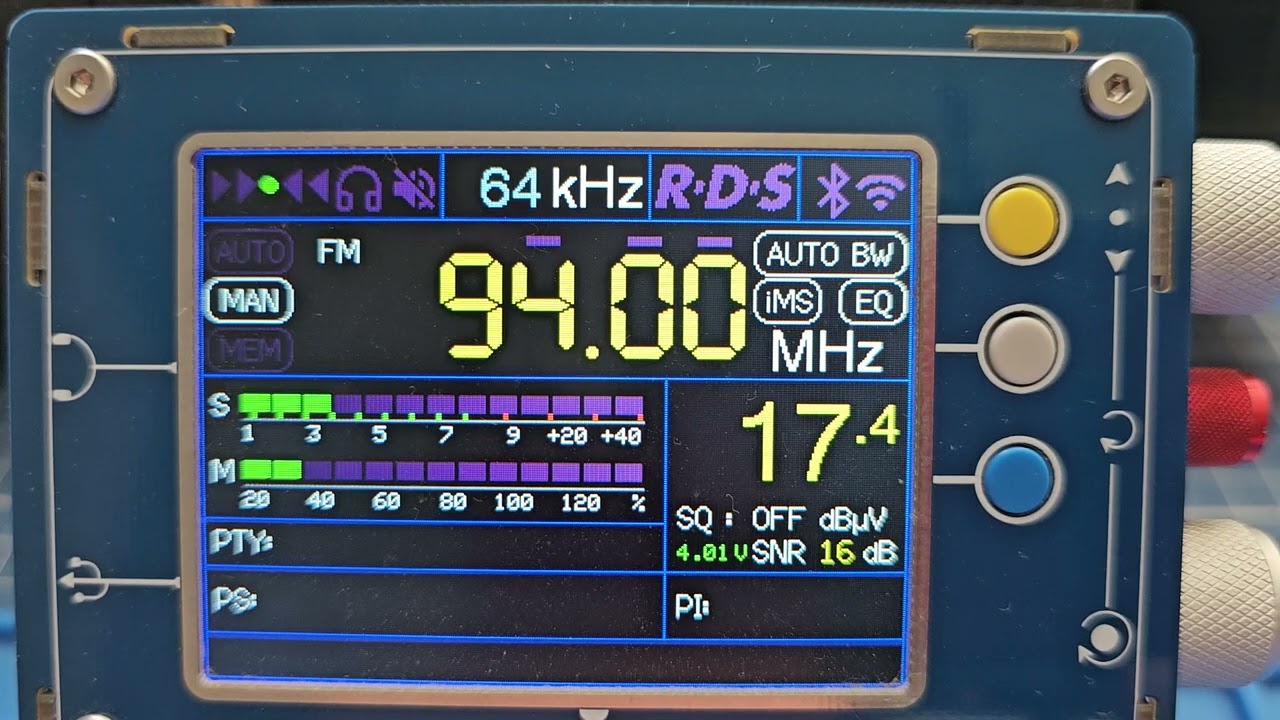 64 kHz R·D·S
AUTO FM 94.00 AUTO BW
MAN iMS EQ
MEM MHz
S
1 3 5 7 9 +20 +40
17.4
M
20 40 60 80 100 120 %
SQ : OFF dBµV
PTY:
4.01V SNR 16 dB
PS:
PI: